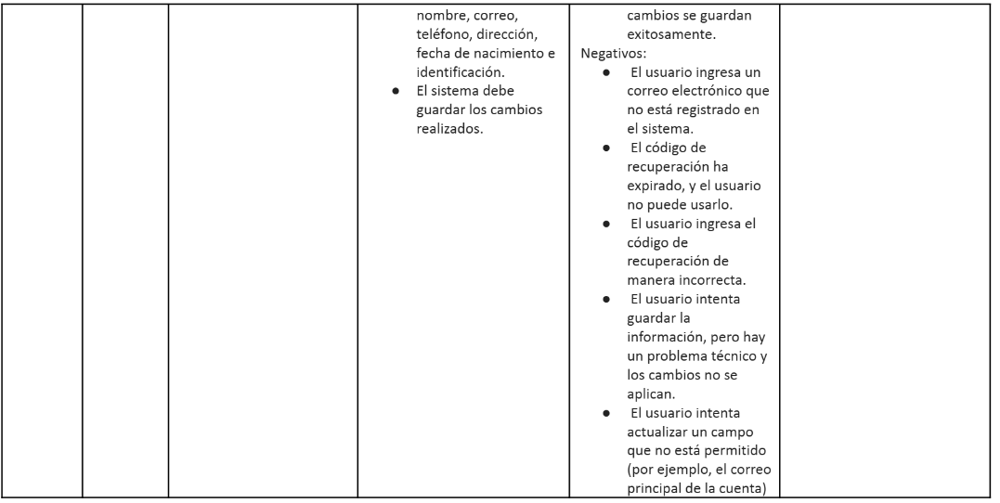 nombre, correo,
teléfono, dirección,
fecha de nacimiento e
identificación.
● El sistema debe
guardar los cambios
realizados.
cambios se guardan
exitosamente.
Negativos:
● El usuario ingresa un
correo electrónico que
no está registrado en
el sistema.
● El código de
recuperación ha
expirado, y el usuario
no puede usarlo.
● El usuario ingresa el
código de
recuperación de
manera incorrecta.
● El usuario intenta
guardar la
información, pero hay
un problema técnico y
los cambios no se
aplican.
● El usuario intenta
actualizar un campo
que no está permitido
(por ejemplo, el correo
principal de la cuenta)